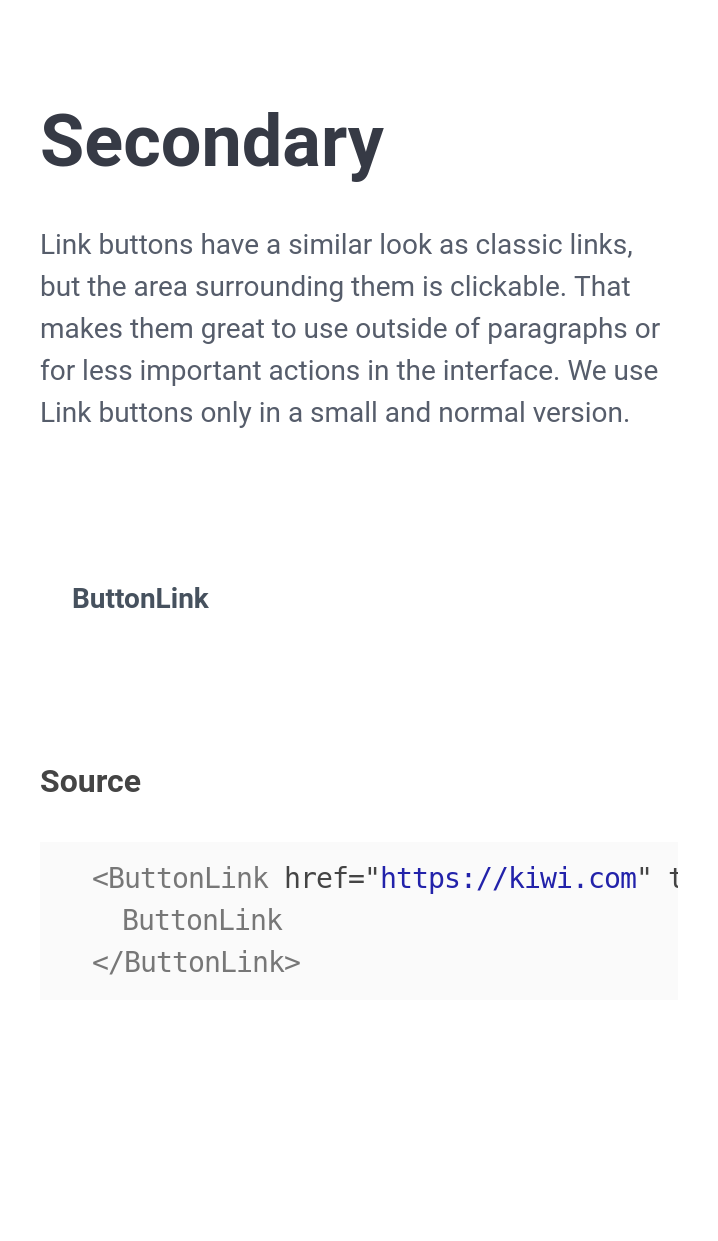 Secondary
Link buttons have a similar look as classic links,
but the area surrounding them is clickable. That
makes them great to use outside of paragraphs or
for less important actions in the interface. We use
Link buttons only in a small and normal version.
ButtonLink
Source
<ButtonLink href="https://kiwi.com" t
ButtonLink
</ButtonLink>